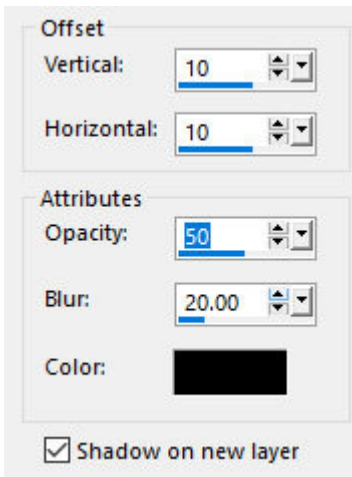 Offset
Vertical: 10
Horizontal: 10
Attributes
Opacity: 50
Blur: 20.00
Color:
Shadow on new layer